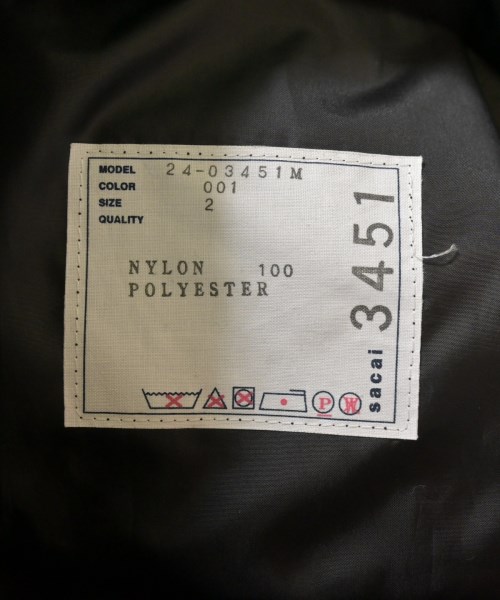 MODEL 24-03451M
COLOR 001
SIZE 2
QUALITY
NYLON 100
POLYESTER
P W
sacai 3451